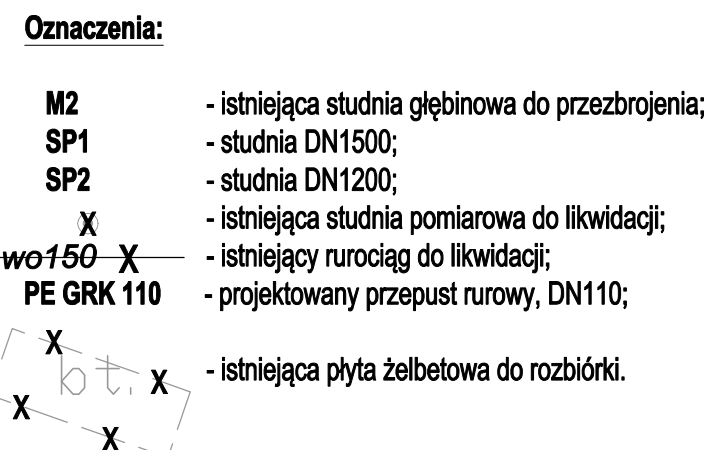 Oznaczenia:
M2 - istniejąca studnia głębinowa do przezbrojenia;
SP1 - studnia DN1500;
SP2 - studnia DN1200;
X - istniejąca studnia pomiarowa do likwidacji;
wo150 X - istniejący rurociąg do likwidacji;
PE GRK 110 - projektowany przepust rurowy, DN110;
X
bt. X - istniejąca płyta żelbetowa do rozbiórki.
X
X